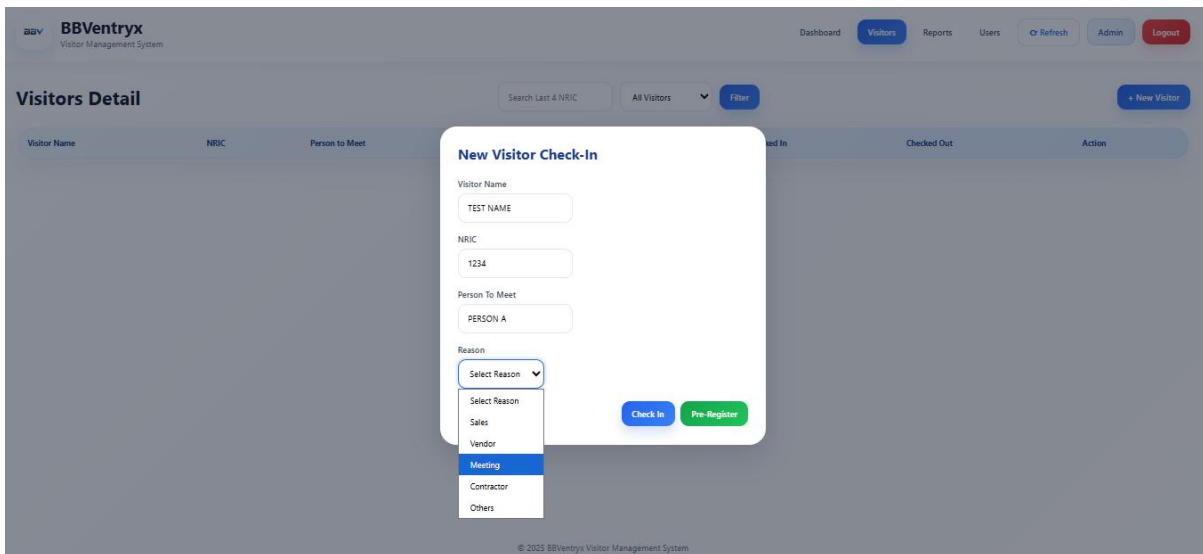 BBV
BBVentryx
Visitor Management System
Dashboard Visitors Reports Users Refresh Admin Logout
Visitors Detail
Search Last 4 NRIC All Visitors Filter + New Visitor
Visitor Name NRIC Person to Meet ked In Checked Out Action
New Visitor Check-In
Visitor Name
TEST NAME
NRIC
1234
Person To Meet
PERSON A
Reason
Select Reason
Select Reason
Sales
Vendor
Meeting
Contractor
Others
Check In Pre-Register
© 2025 BBVentryx Visitor Management System